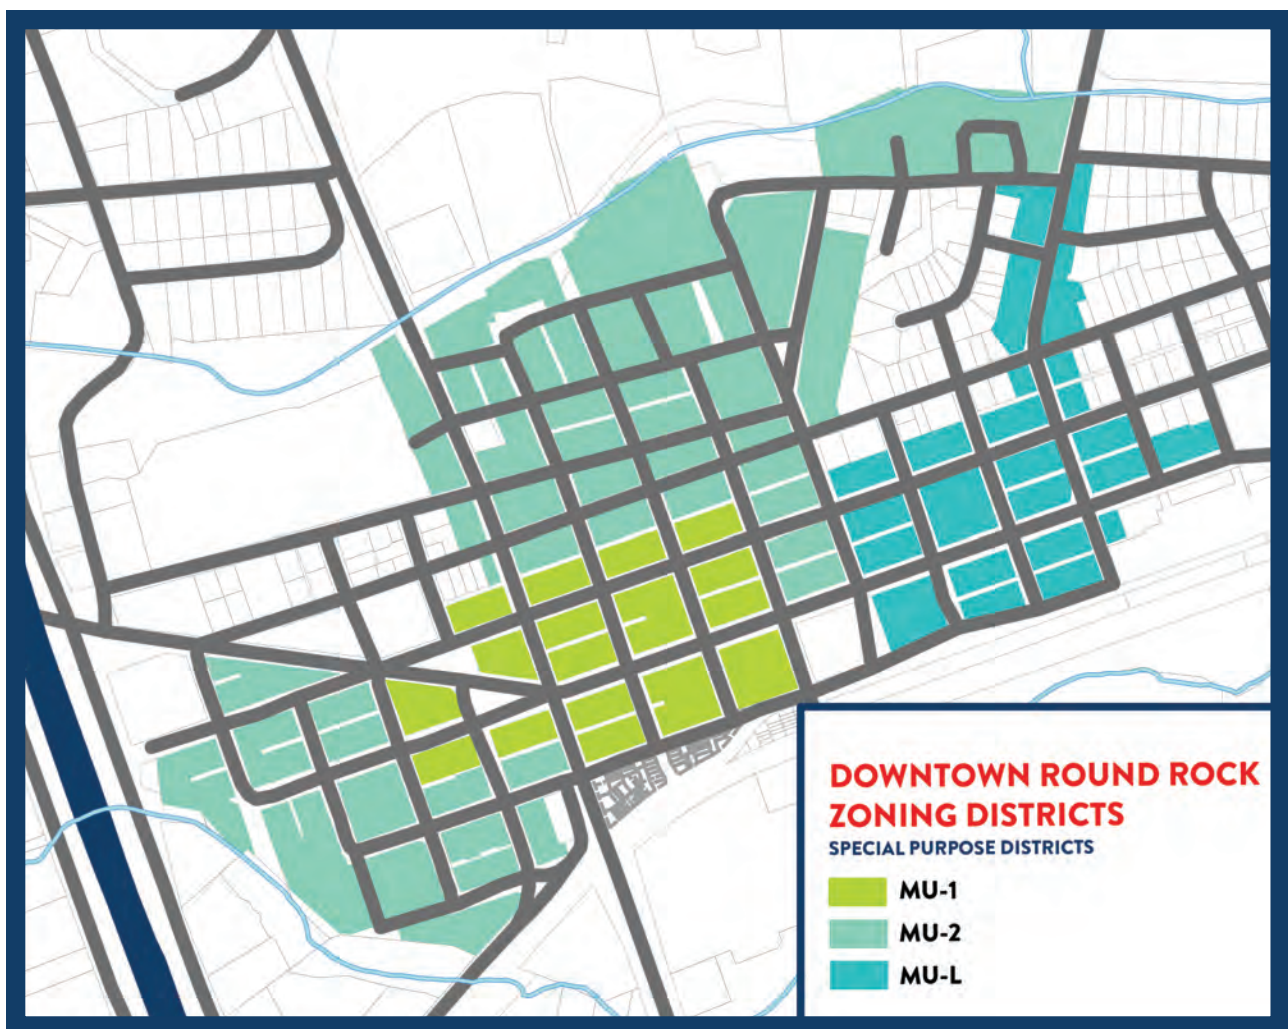 DOWNTOWN ROUND ROCK
ZONING DISTRICTS
SPECIAL PURPOSE DISTRICTS
MU-1
MU-2
MU-L